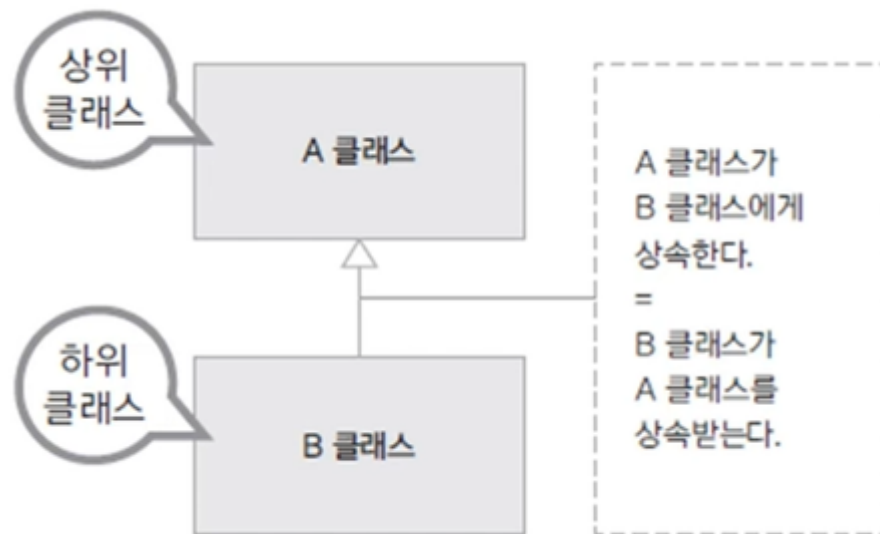 상위
클래스
A 클래스
하위
클래스
B 클래스
A 클래스가
B 클래스에게
상속한다.
=
B 클래스가
A 클래스를
상속받는다.